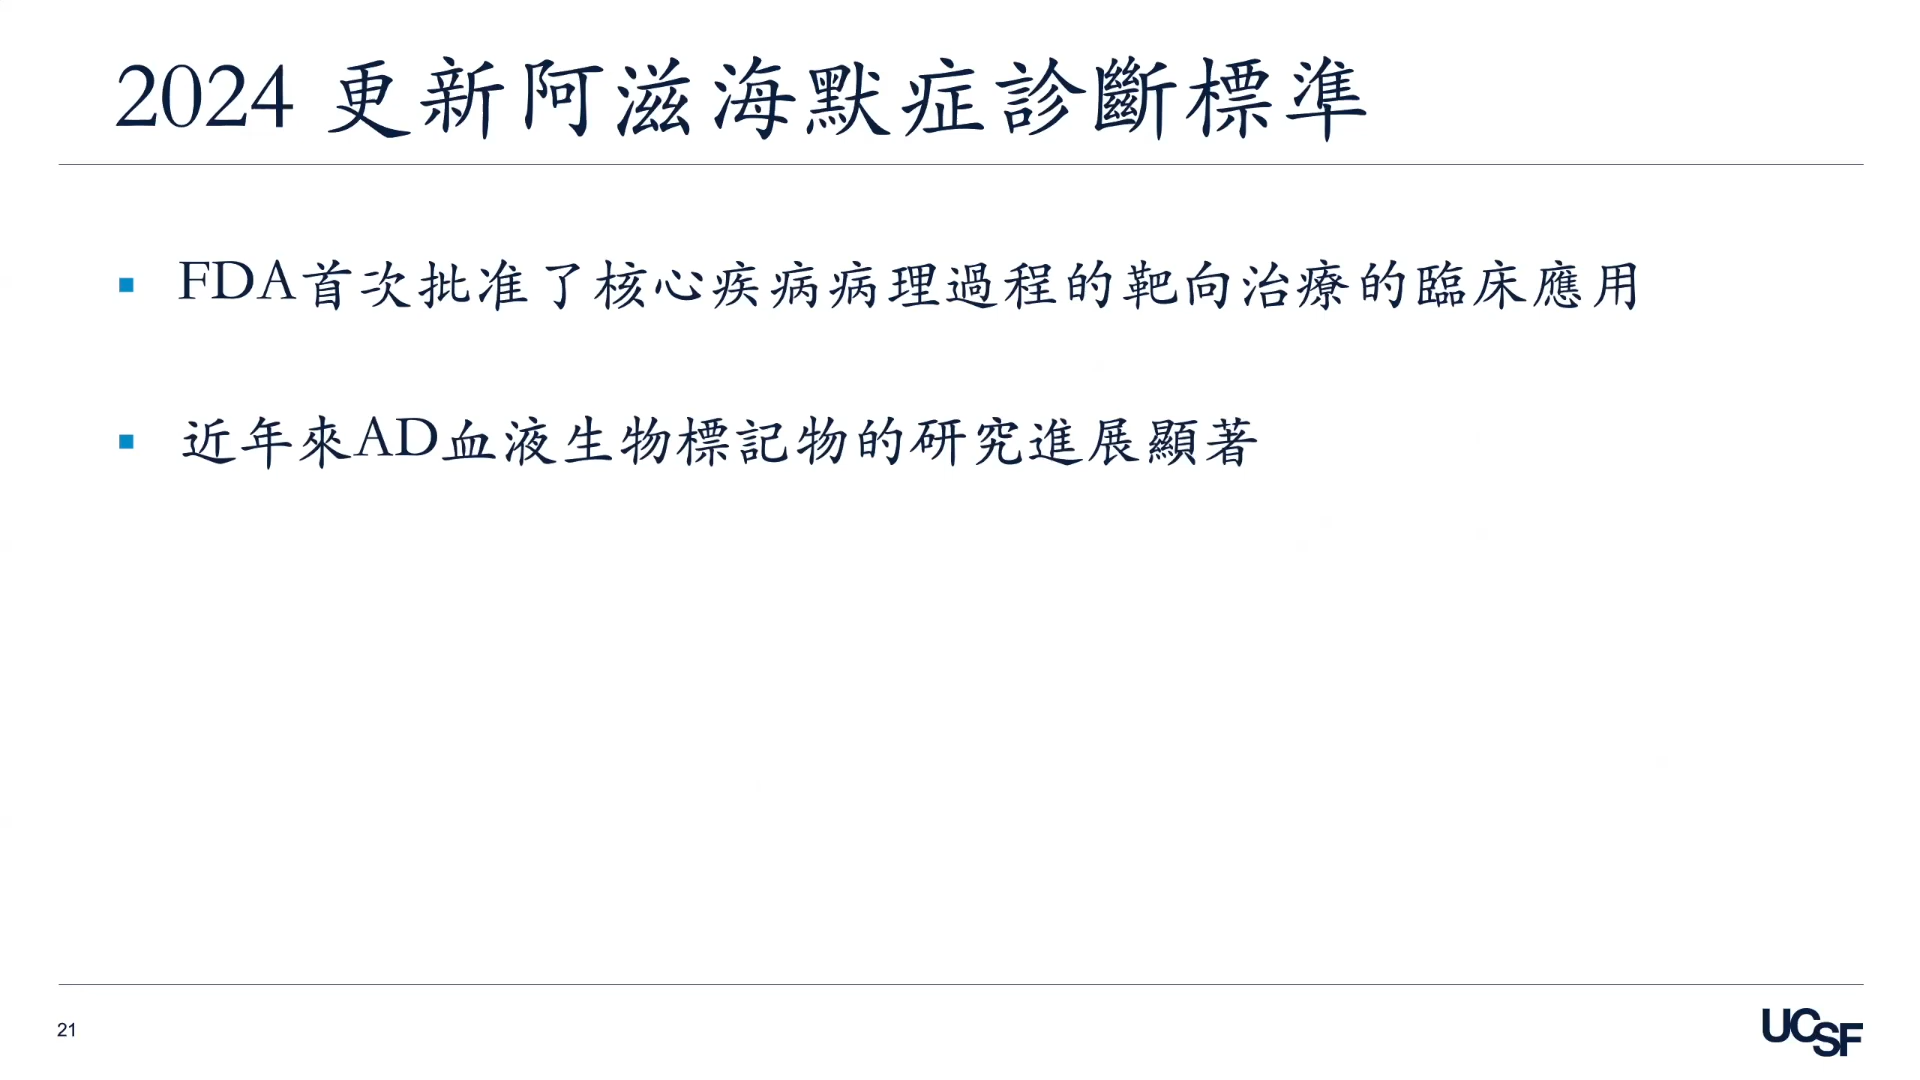 2024 更新阿滋海默症診斷標準
▪ FDA首次批准了核心疾病病理過程的靶向治療的臨床應用
▪ 近年來AD血液生物標記物的研究進展顯著
21
UCSF